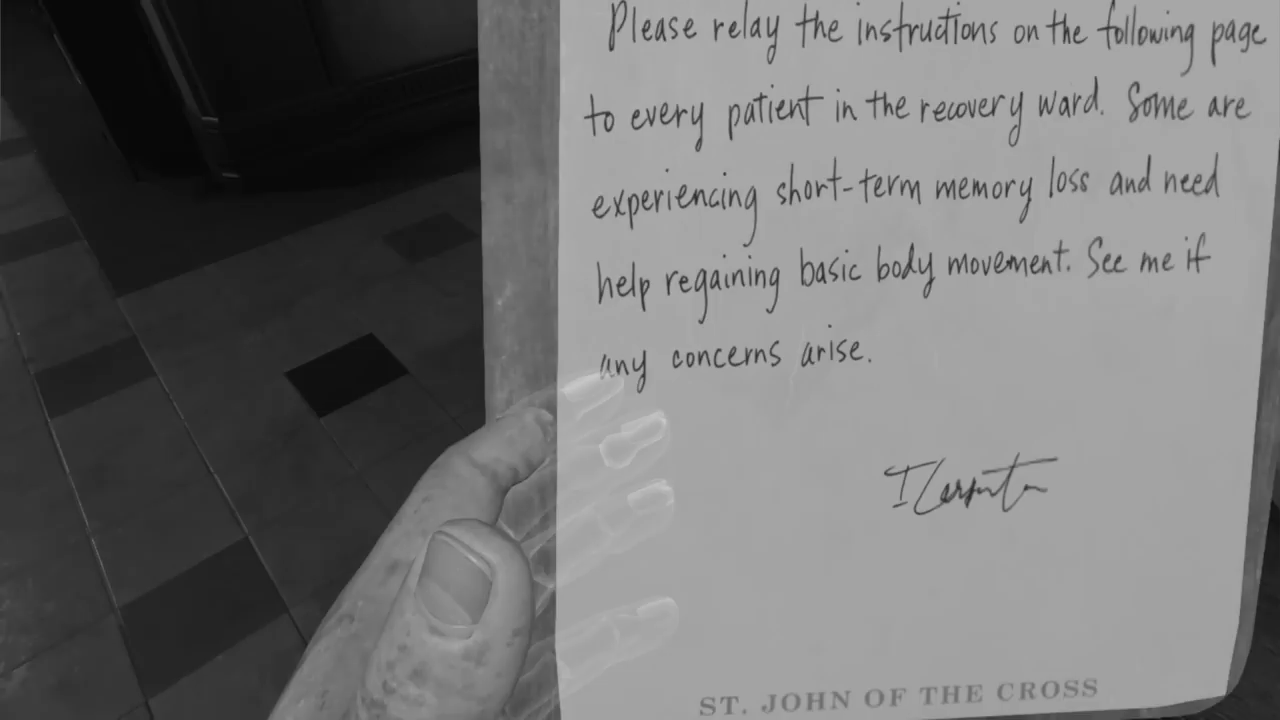 Please relay the instructions on the following page
to every patient in the recovery ward. Some are
experiencing short-term memory loss and need
help regaining basic body movement. See me if
any concerns arise.
ST. JOHN OF THE CROSS